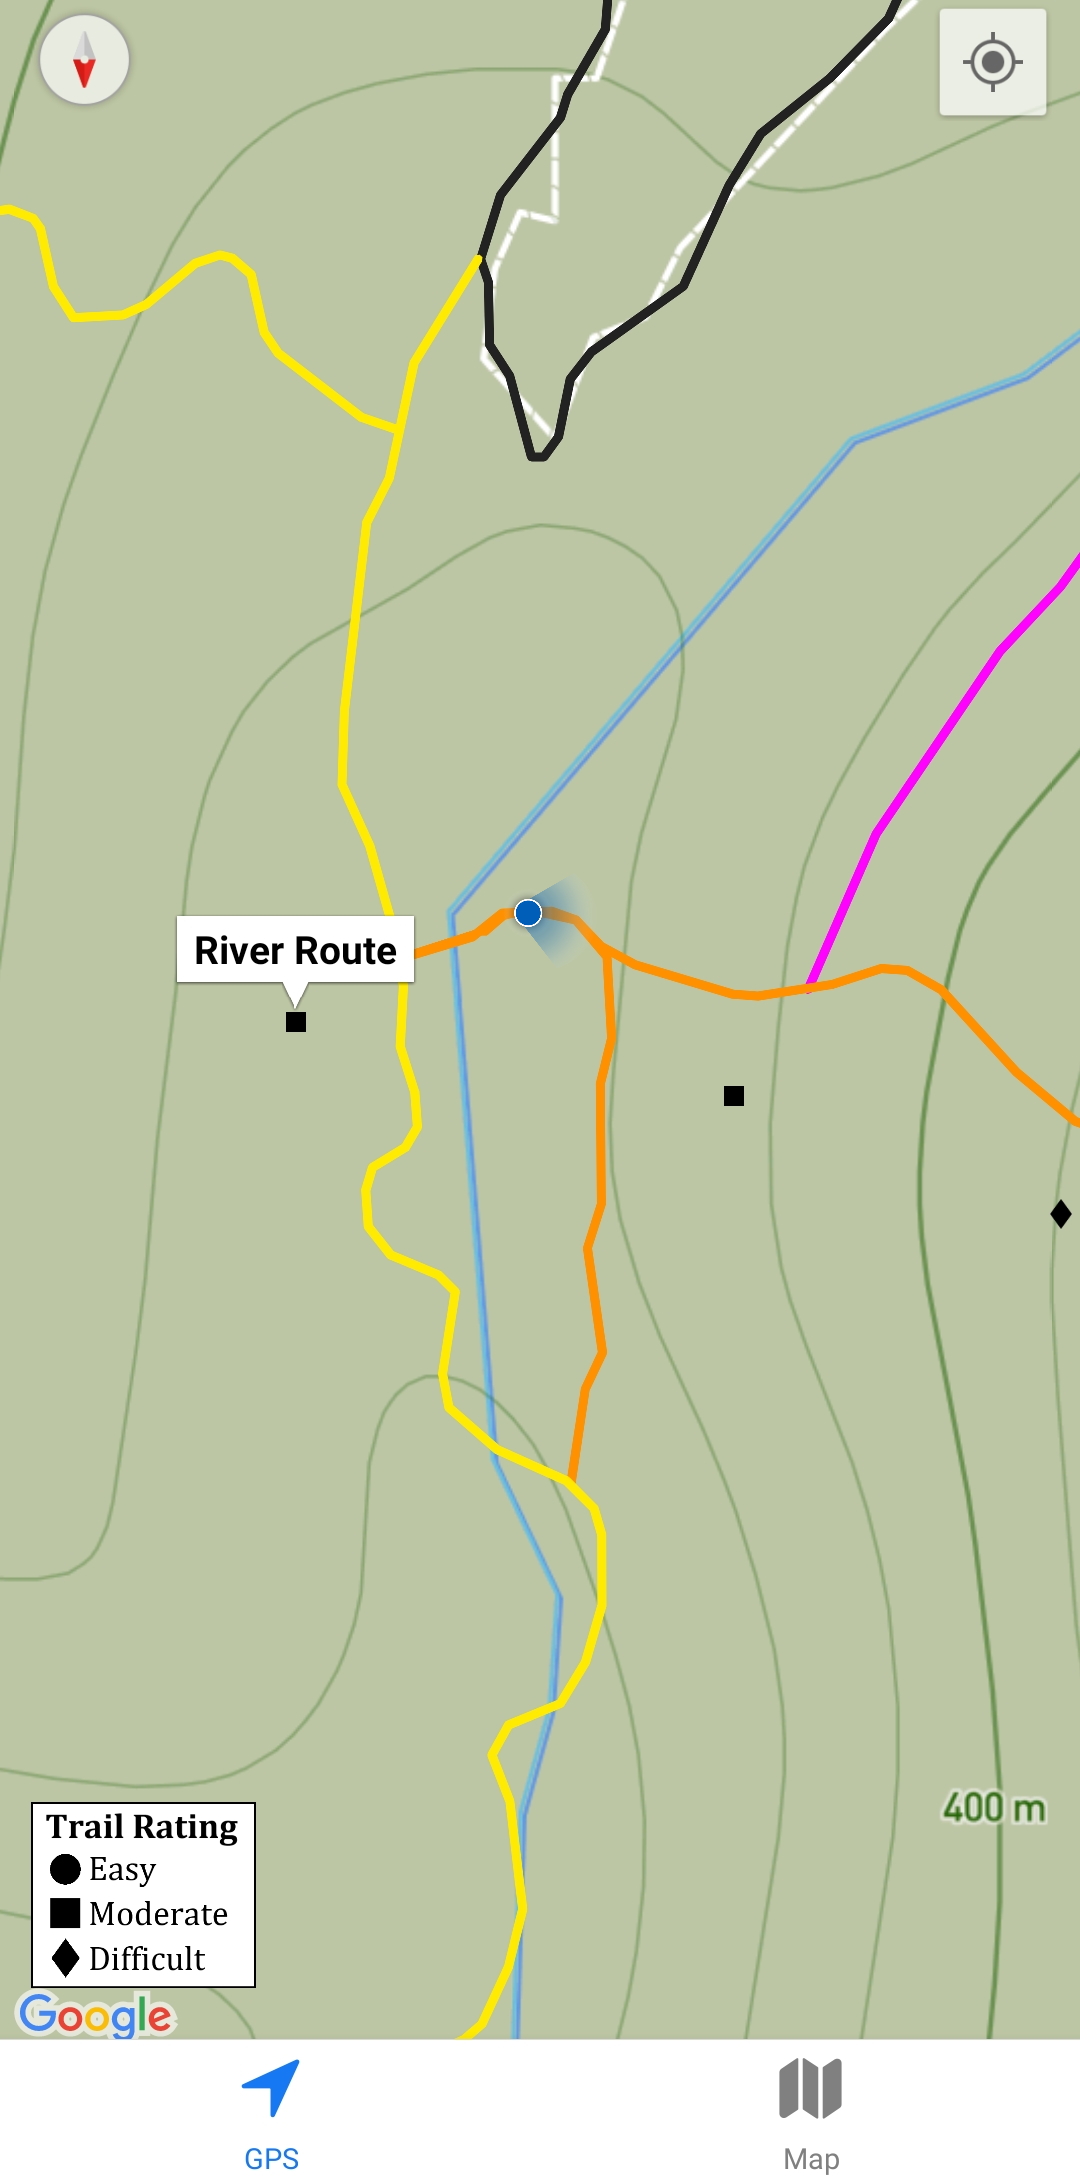 River Route
400 m
Trail Rating
Easy
Moderate
Difficult
Google
GPS
Map